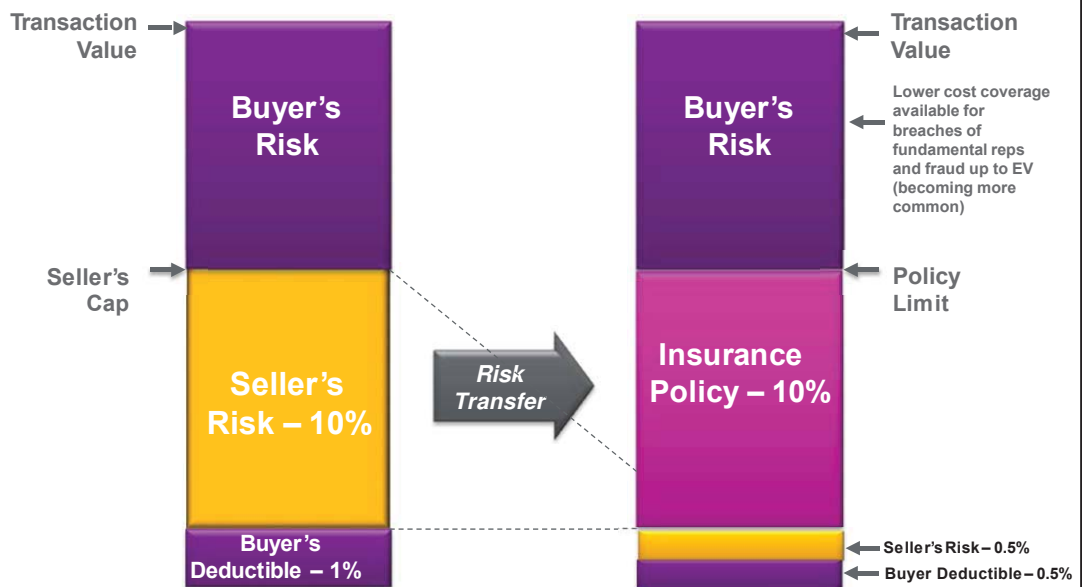 Transaction
Value
Buyer's
Risk
Seller's
Cap
Seller's
Risk – 10%
Buyer's
Deductible – 1%
Risk
Transfer
Transaction
Value
Buyer's
Risk
Lower cost coverage
available for
breaches of
fundamental reps
and fraud up to EV
(becoming more
common)
Policy
Limit
Insurance
Policy – 10%
Seller's Risk – 0.5%
Buyer Deductible – 0.5%